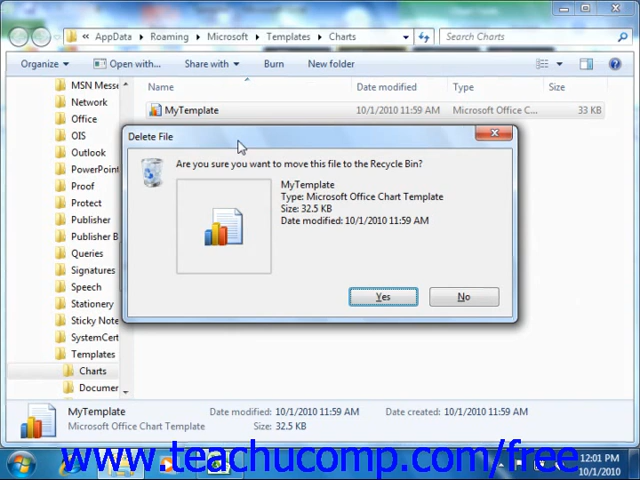 « AppData ▸ Roaming ▸ Microsoft ▸ Templates ▸ Charts
Search Charts
Organize Open with... Share with Burn New folder
Name Date modified Type Size
MyTemplate 10/1/2010 11:59 AM Microsoft Office C... 33 KB
MSN Messe
Network
Office
OIS
Outlook
PowerPoin
Proof
Protect
Publisher
Publisher B
Queries
Signatures
Speech
Stationery
Sticky Note
SystemCert
Templates
Charts
Documen
Delete File
Are you sure you want to move this file to the Recycle Bin?
MyTemplate
Type: Microsoft Office Chart Template
Size: 32.5 KB
Date modified: 10/1/2010 11:59 AM
Yes No
MyTemplate Date modified: 10/1/2010 11:59 AM Date created: 10/1/2010 11:59 AM
Microsoft Office Chart Template Size: 32.5 KB
www.teachucomp.com/free
12:01 PM
10/1/2010